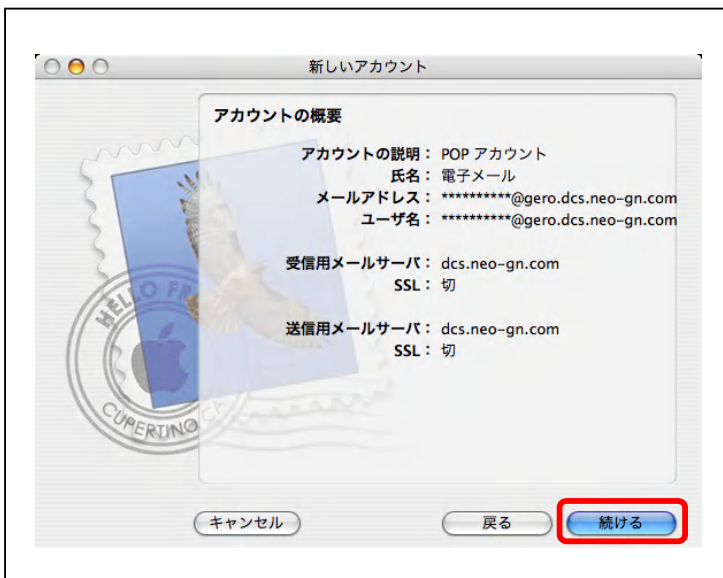 新しいアカウント
アカウントの概要
アカウントの説明： POP アカウント
氏名： 電子メール
メールアドレス： **********@gero.dcs.neo-gn.com
ユーザ名： **********@gero.dcs.neo-gn.com
受信用メールサーバ： dcs.neo-gn.com
SSL： 切
送信用メールサーバ： dcs.neo-gn.com
SSL： 切
HELLO FR
CUPERTINO CA
キャンセル
戻る
続ける